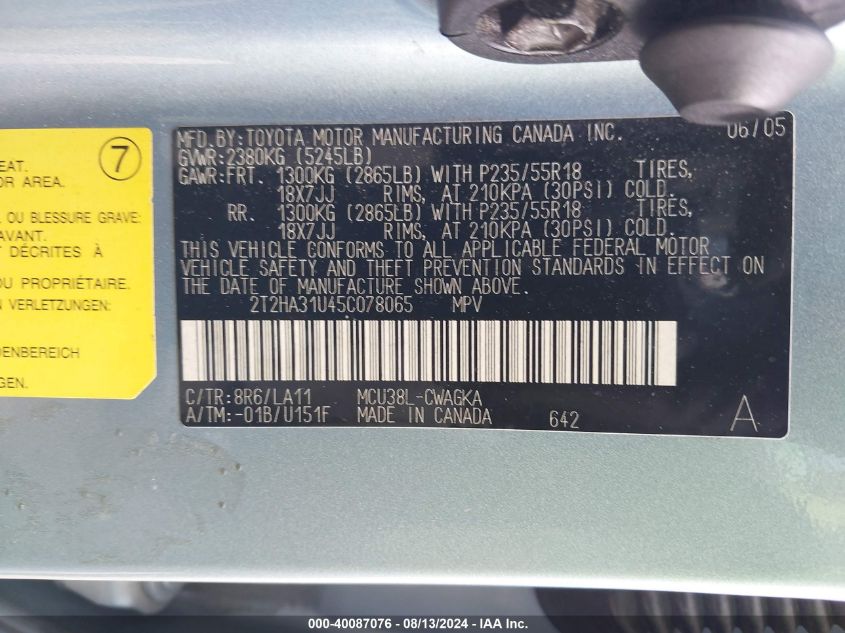 7
EAT.
OR AREA.
OU BLESSURE GRAVE:
AVANT.
T DÉCRITES À
OU PROPRIÉTAIRE.
N VERLETZUNGEN:
DENBEREICH
EN.
MFD. BY: TOYOTA MOTOR MANUFACTURING CANADA INC. 06/05
GVWR: 2380KG (5245LB)
GAWR: FRT. 1300KG (2865LB) WITH P235/55R18 TIRES,
18X7JJ RIMS, AT 210KPA (30PSI) COLD.
RR. 1300KG (2865LB) WITH P235/55R18 TIRES,
18X7JJ RIMS, AT 210KPA (30PSI) COLD.
THIS VEHICLE CONFORMS TO ALL APPLICABLE FEDERAL MOTOR
VEHICLE SAFETY AND THEFT PREVENTION STANDARDS IN EFFECT ON
THE DATE OF MANUFACTURE SHOWN ABOVE.
2T2HA31U45C078065 MPV
C/TR: 8R6/LA11 MCU38L-CWAGKA
A/TM: -01B/U151F MADE IN CANADA 642 A
000-40087076 - 08/13/2024 - IAA Inc.